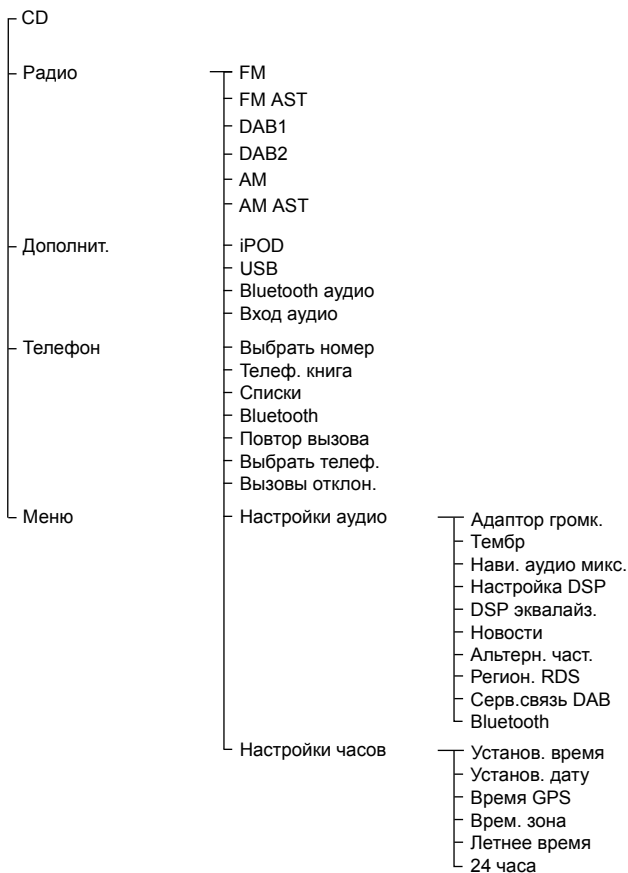 CD
Радио
FM
FM AST
DAB1
DAB2
AM
AM AST
Дополнит.
iPOD
USB
Bluetooth аудио
Вход аудио
Телефон
Выбрать номер
Телеф. книга
Списки
Bluetooth
Повтор вызова
Выбрать телеф.
Вызовы отклон.
Меню
Настройки аудио
Адаптор громк.
Тембр
Нави. аудио микс.
Настройка DSP
DSP эквалайз.
Новости
Альтерн. част.
Регион. RDS
Серв.связь DAB
Bluetooth
Настройки часов
Установ. время
Установ. дату
Время GPS
Врем. зона
Летнее время
24 часа